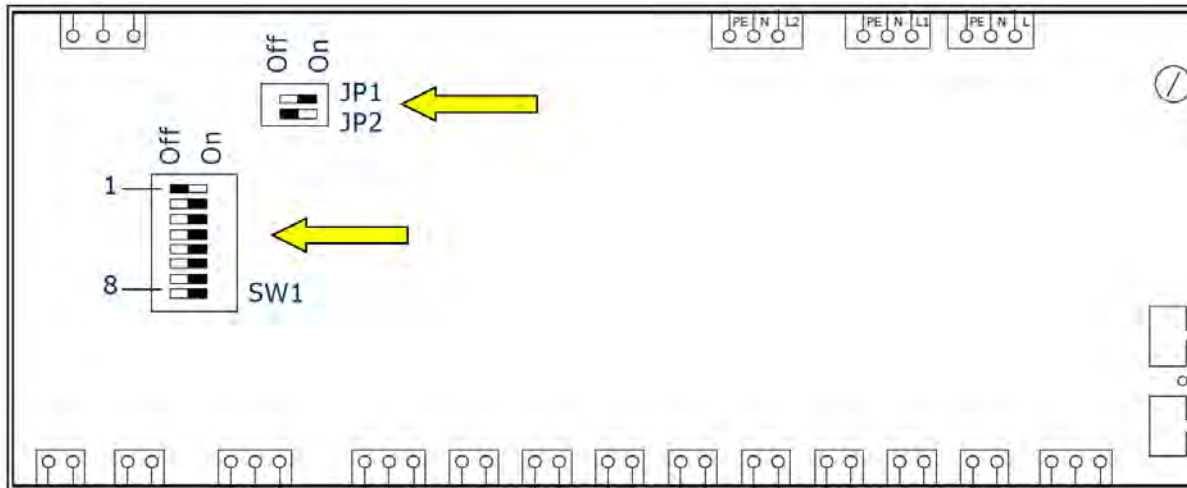 PE N L2
PE N L1
PE N L
Off On
JP1
JP2
Off On
1
8
SW1